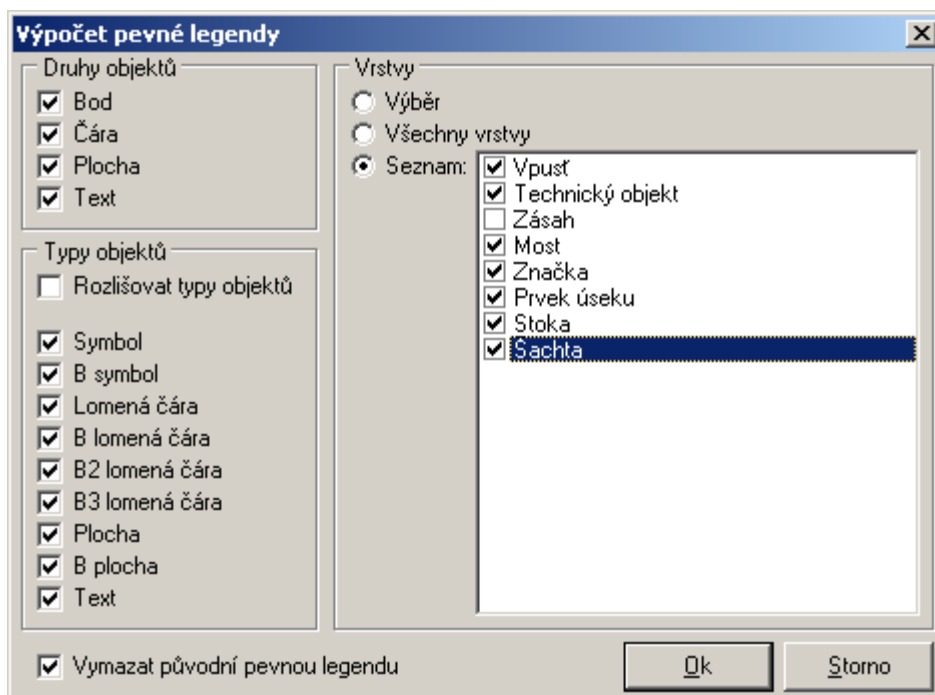 Výpočet pevné legendy
Druhy objektů
Bod
Čára
Plocha
Text
Typy objektů
Rozlišovat typy objektů
Symbol
B symbol
Lomená čára
B lomená čára
B2 lomená čára
B3 lomená čára
Plocha
B plocha
Text
Vrstvy
Výběr
Všechny vrstvy
Seznam:
Vpusť
Technický objekt
Zásah
Most
Značka
Prvek úseku
Stoka
Šachta
Vymazat původní pevnou legendu
Ok
Storno